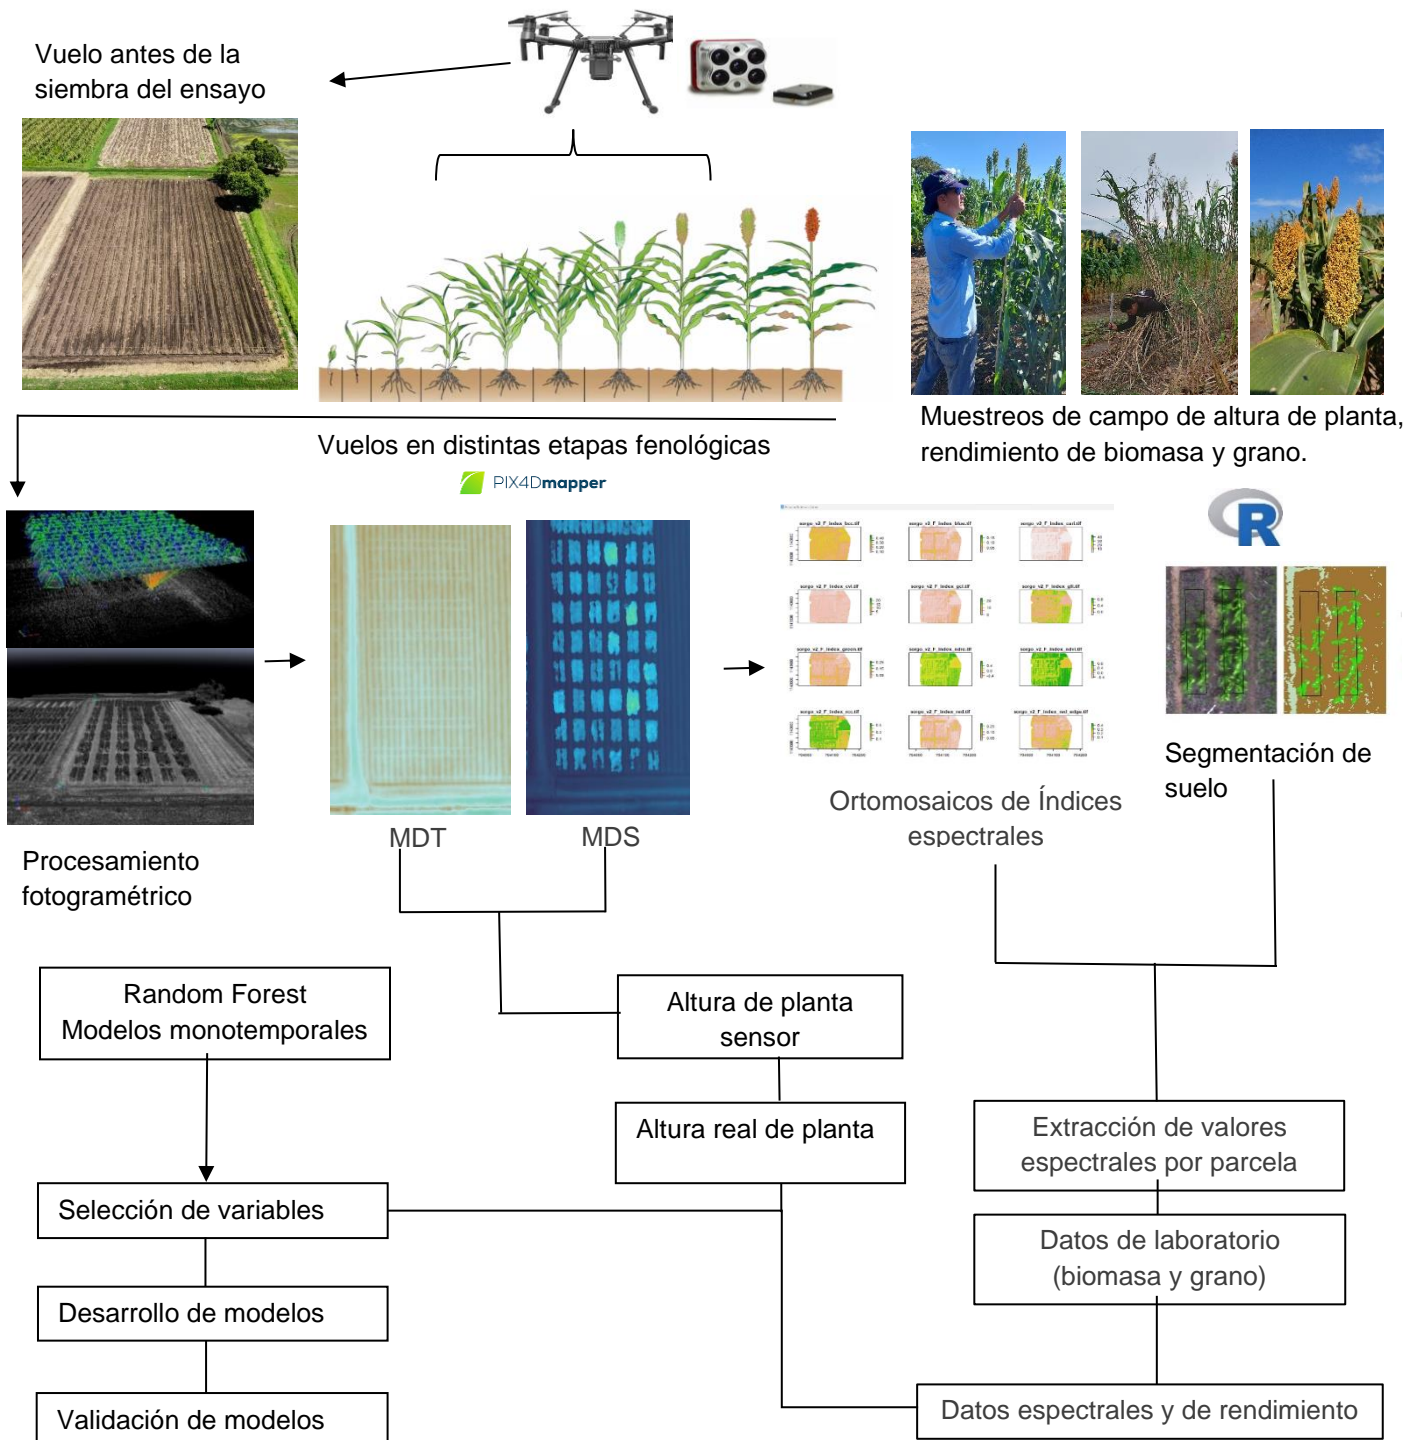 Vuelo antes de la
siembra del ensayo
Muestreos de campo de altura de planta,
rendimiento de biomasa y grano.
Vuelos en distintas etapas fenológicas
PIX4Dmapper
R
MDT
MDS
Ortomosaicos de Índices
espectrales
Segmentación de
suelo
Procesamiento
fotogramétrico
Random Forest
Modelos monotemporales
Altura de planta
sensor
Altura real de planta
Extracción de valores
espectrales por parcela
Selección de variables
Datos de laboratorio
(biomasa y grano)
Desarrollo de modelos
Validación de modelos
Datos espectrales y de rendimiento